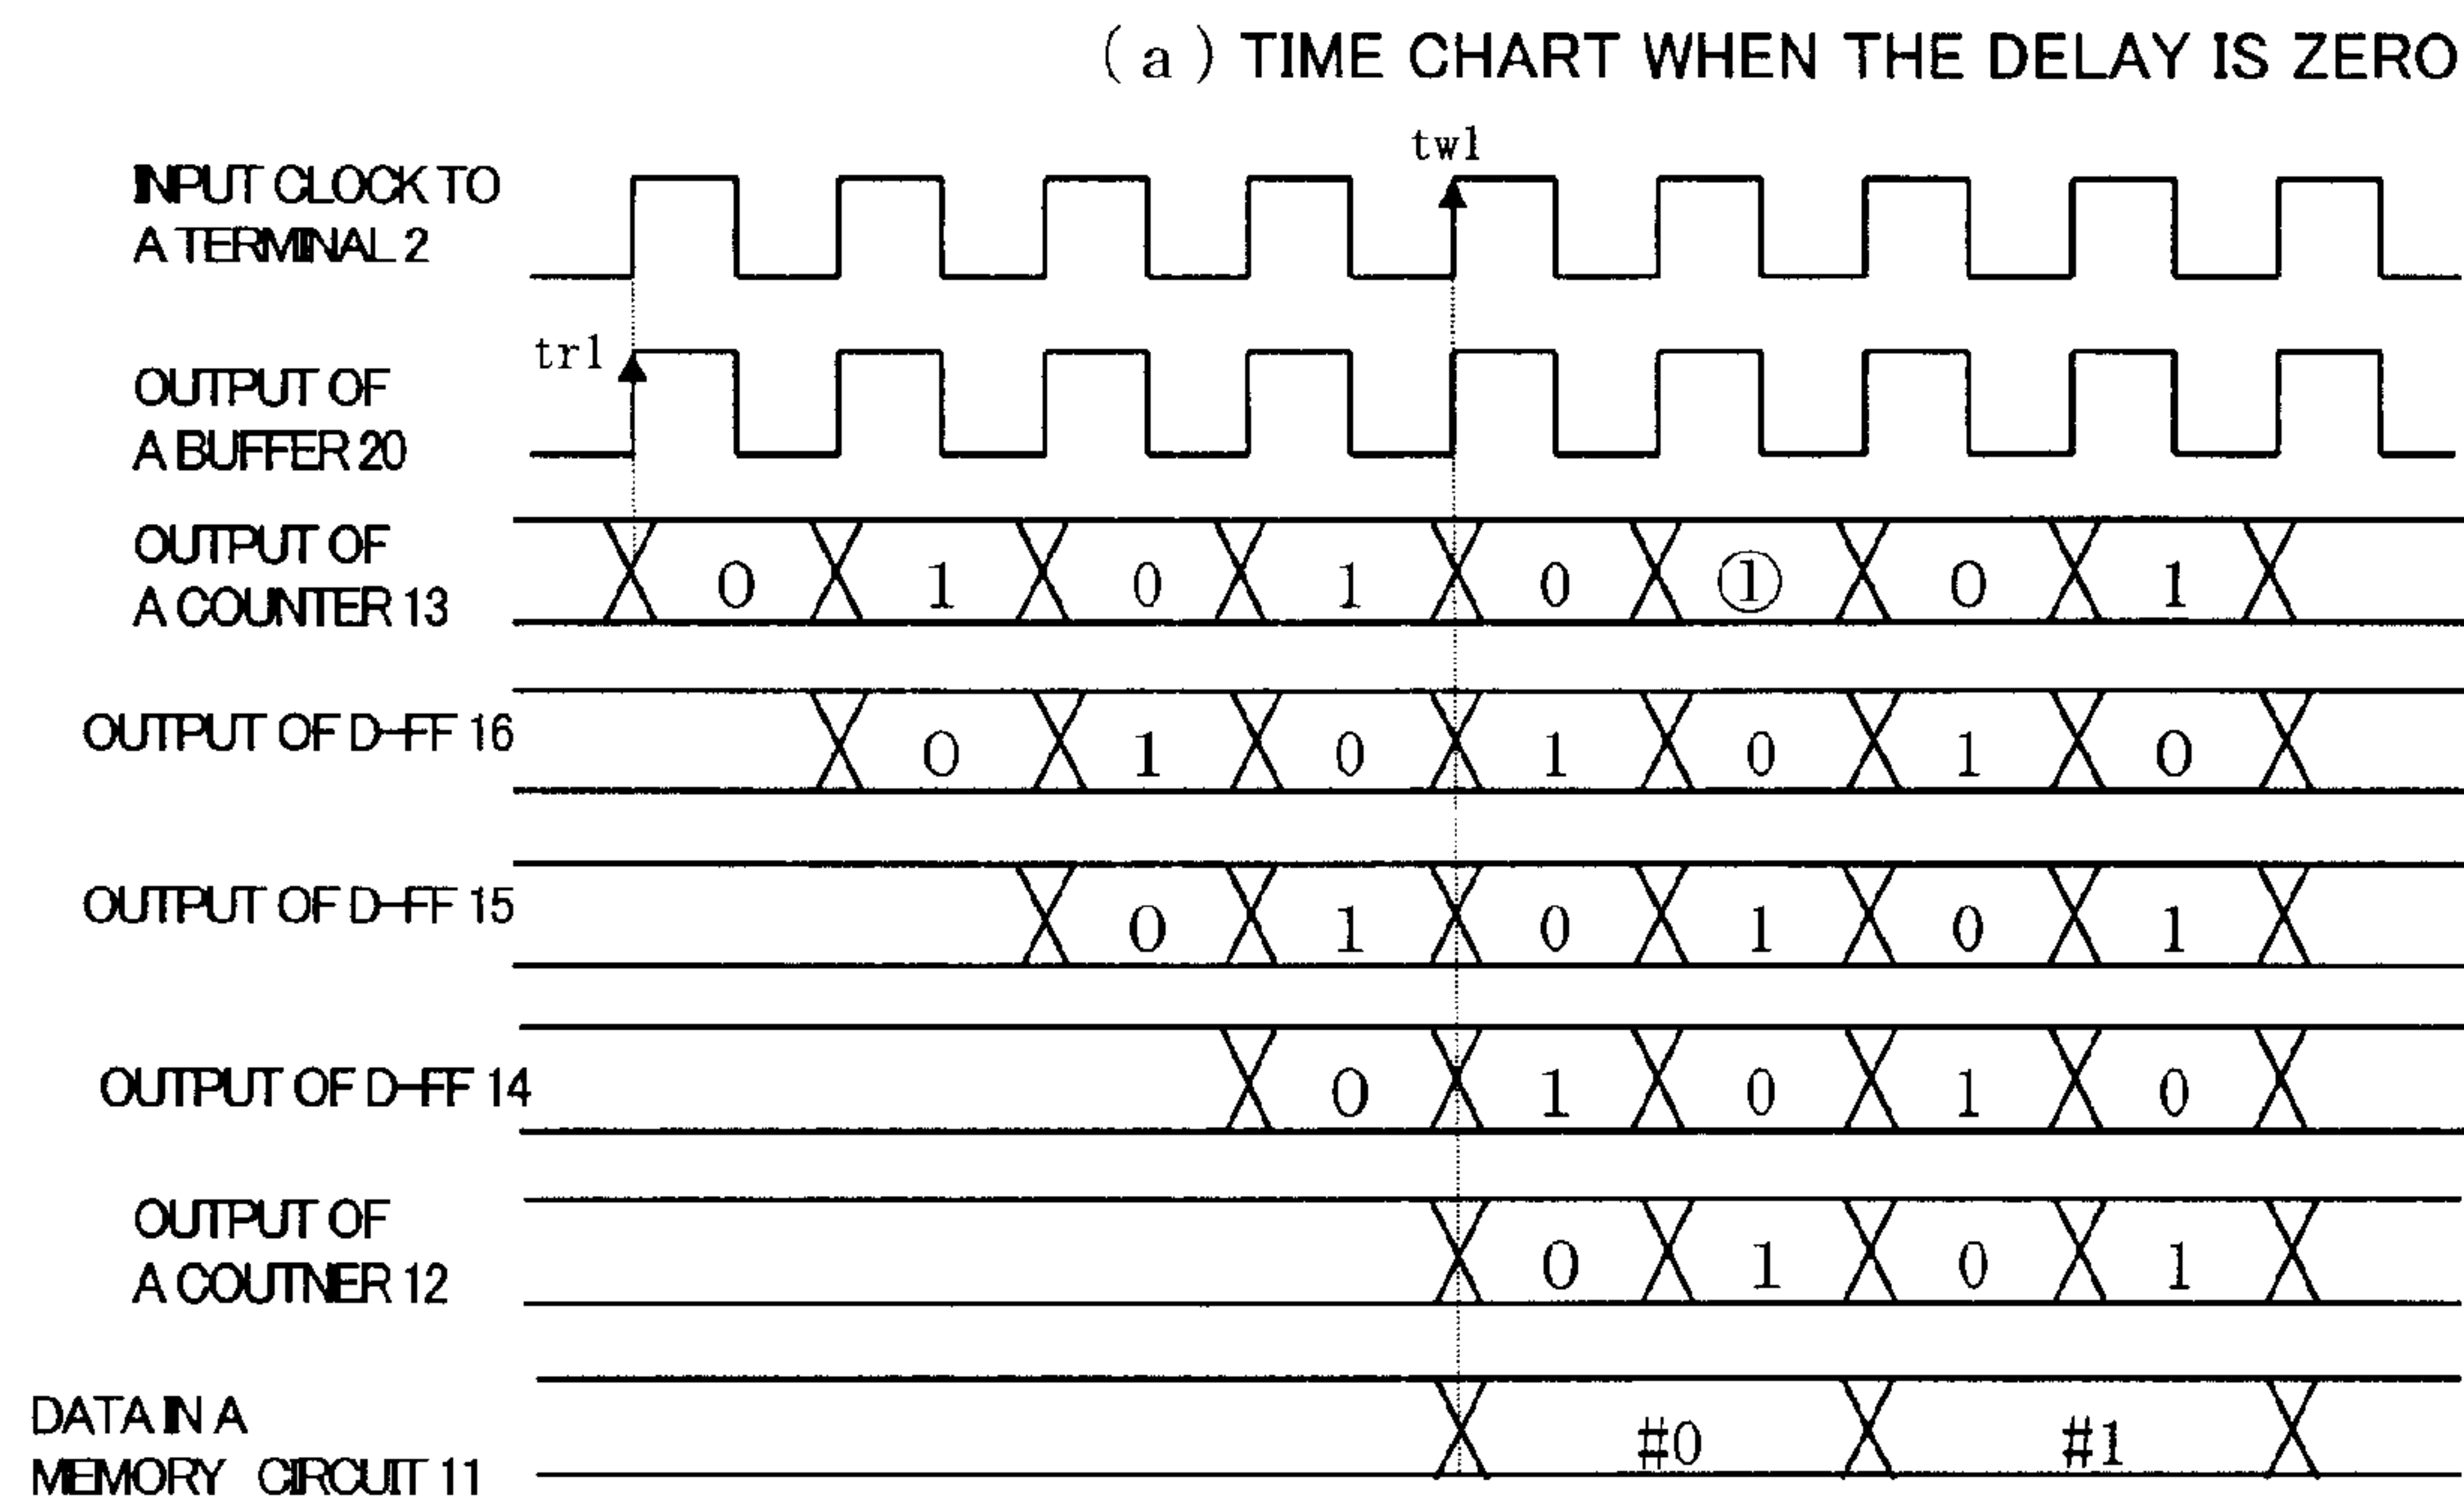 (a) TIME CHART WHEN THE DELAY IS ZERO
tw1
INPUT CLOCK TO
A TERMINAL 2
tr1
OUTPUT OF
A BUFFER 20
OUTPUT OF
A COUNTER 13
0 1 0 1 0 ① 0 1
OUTPUT OF D-FF 16
0 1 0 1 0 1 0
OUTPUT OF D-FF 15
0 1 0 1 0 1
OUTPUT OF D-FF 14
0 1 0 1 0
OUTPUT OF
A COUTNER 12
0 1 0 1
DATA IN A
MEMORY CIRCUIT 11
#0 #1